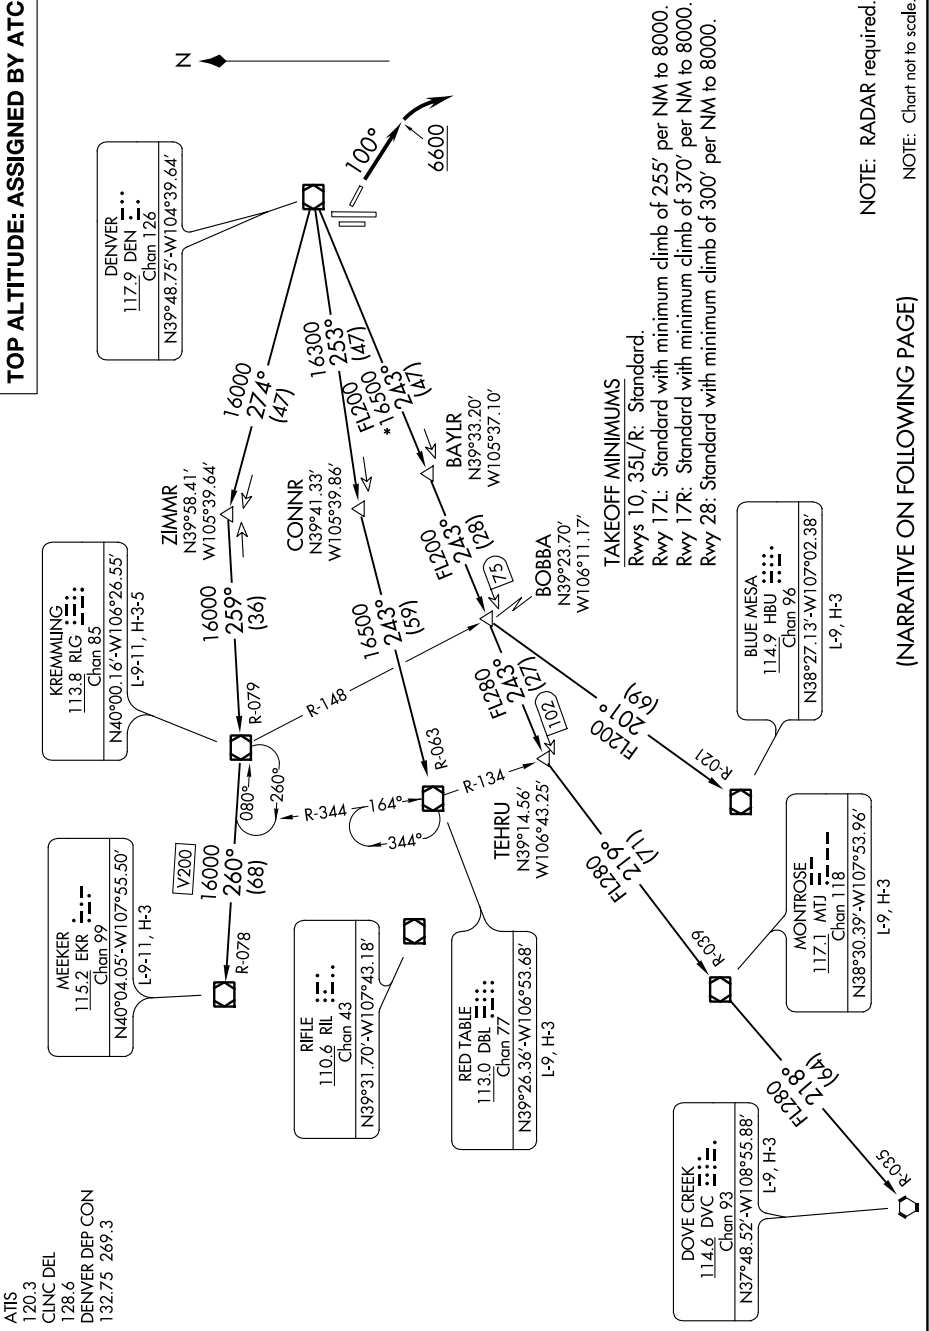 TOP ALTITUDE: ASSIGNED BY ATC
ATIS
120.3
CLNC DEL
128.6
DENVER DEP CON
132.75 269.3
N
DENVER
117.9 DEN
Chan 126
N39°48.75'-W104°39.64'
100°
6600
KREMMLING
113.8 RLG
Chan 85
N40°00.16'-W106°26.55'
L-9-11, H-3-5
MEEKER
115.2 EKR
Chan 99
N40°04.05'-W107°55.50'
L-9-11, H-3
ZIMMR
N39°58.41'
W105°39.64'
16000
274°
(47)
16000
259°
(36)
R-079
V200
16000
260°
(68)
R-078
080°
260°
CONNR
N39°41.33'
W105°39.86'
16300
253°
(47)
FL200
*16500
243°
(47)
BAYLR
N39°33.20'
W105°37.10'
16500
243°
(59)
R-063
FL200
243°
(28)
75
BOBBA
N39°23.70'
W106°11.17'
R-148
R-344
164°
344°
R-134
FL280
243°
(27)
102
TEHRU
N39°14.56'
W106°43.25'
RIFLE
110.6 RIL
Chan 43
N39°31.70'-W107°43.18'
RED TABLE
113.0 DBL
Chan 77
N39°26.36'-W106°53.68'
L-9, H-3
FL200
201°
(69)
R-021
BLUE MESA
114.9 HBU
Chan 96
N38°27.13'-W107°02.38'
L-9, H-3
FL280
219°
(71)
R-039
MONTROSE
117.1 MTJ
Chan 118
N38°30.39'-W107°53.96'
L-9, H-3
FL280
218°
(64)
R-035
DOVE CREEK
114.6 DVC
Chan 93
N37°48.52'-W108°55.88'
L-9, H-3
TAKEOFF MINIMUMS
Rwys 10, 35L/R: Standard.
Rwy 17L: Standard with minimum climb of 255' per NM to 8000.
Rwy 17R: Standard with minimum climb of 370' per NM to 8000.
Rwy 28: Standard with minimum climb of 300' per NM to 8000.
NOTE: RADAR required.
NOTE: Chart not to scale.
(NARRATIVE ON FOLLOWING PAGE)